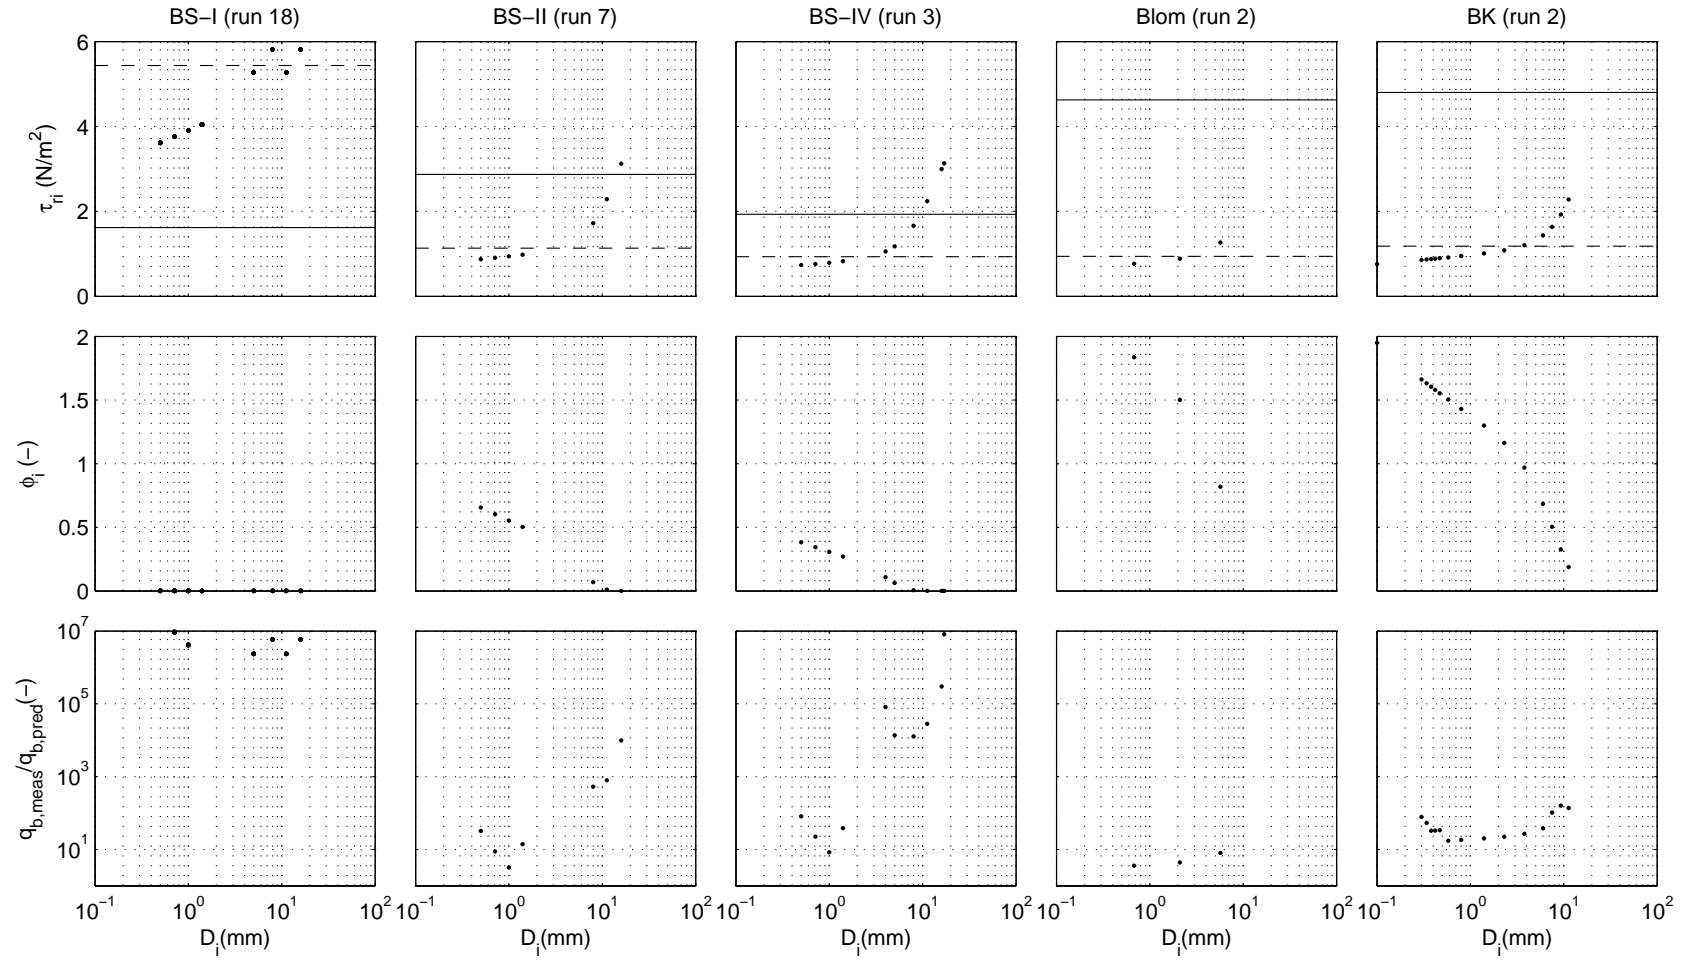 BS−I (run 18) BS−II (run 7) BS−IV (run 3) Blom (run 2) BK (run 2)
6
4
2
0
τri (N/m2)
2
1.5
1
0.5
0
ϕi (−)
10^7
10^5
10^3
10^1
qb,meas/qb,pred(−)
10^−1 10^0 10^1 10^2 10^−1 10^0 10^1 10^2 10^−1 10^0 10^1 10^2 10^−1 10^0 10^1 10^2 10^−1 10^0 10^1 10^2
Di(mm) Di(mm) Di(mm) Di(mm) Di(mm)